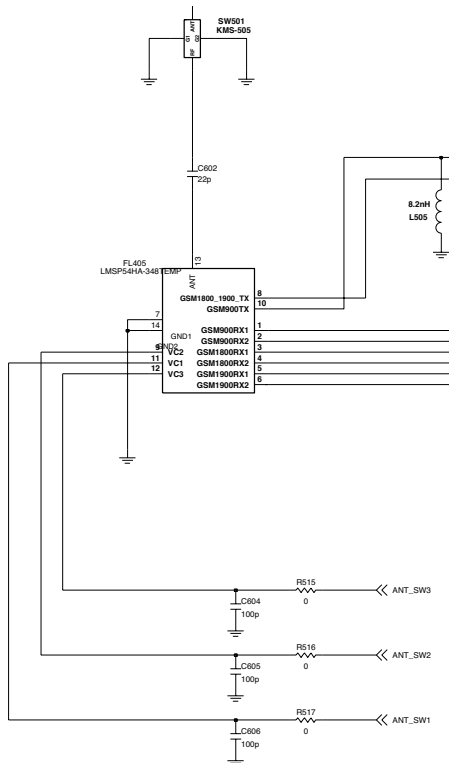 SW501
KMS-505
ANT
G1
G2
RF
C602
22p
8.2nH
L505
FL405
LMSP54HA-348TEMP
13
ANT
GSM1800_1900_TX
8
GSM900TX
10
7
14
GND1
GND2
GSM900RX1
1
GSM900RX2
2
9
VC2
GSM1800RX1
3
11
VC1
GSM1800RX2
4
12
VC3
GSM1900RX1
5
GSM1900RX2
6
R515
ANT_SW3
C604
0
100p
R516
ANT_SW2
C605
0
100p
R517
ANT_SW1
C606
0
100p